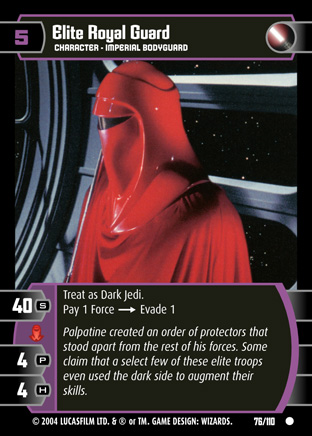 5
Elite Royal Guard
CHARACTER - IMPERIAL BODYGUARD
40 S
Treat as Dark Jedi.
Pay 1 Force → Evade 1
4 P
4 H
Palpatine created an order of protectors that
stood apart from the rest of his forces. Some
claim that a select few of these elite troops
even used the dark side to augment their
skills.
© 2004 LUCASFILM LTD. & ® or TM. GAME DESIGN: WIZARDS.
76/110